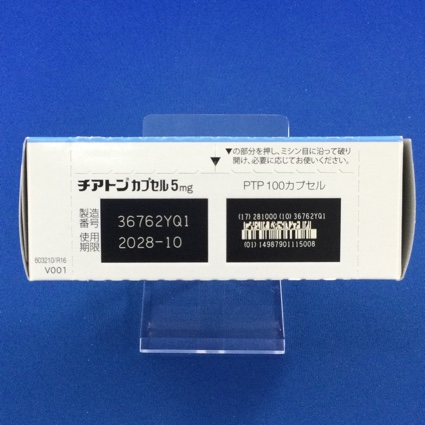 ▼の部分を押し、ミシン目に沿って破り
開け、必要に応じてお使いください。
▼
チアトンカプセル5mg
PTP 100カプセル
製造番号 36762YQ1
使用期限 2028-10
(17) 281000 (10) 36762YQ1
(01) 14987901115008
603210/R16
V001